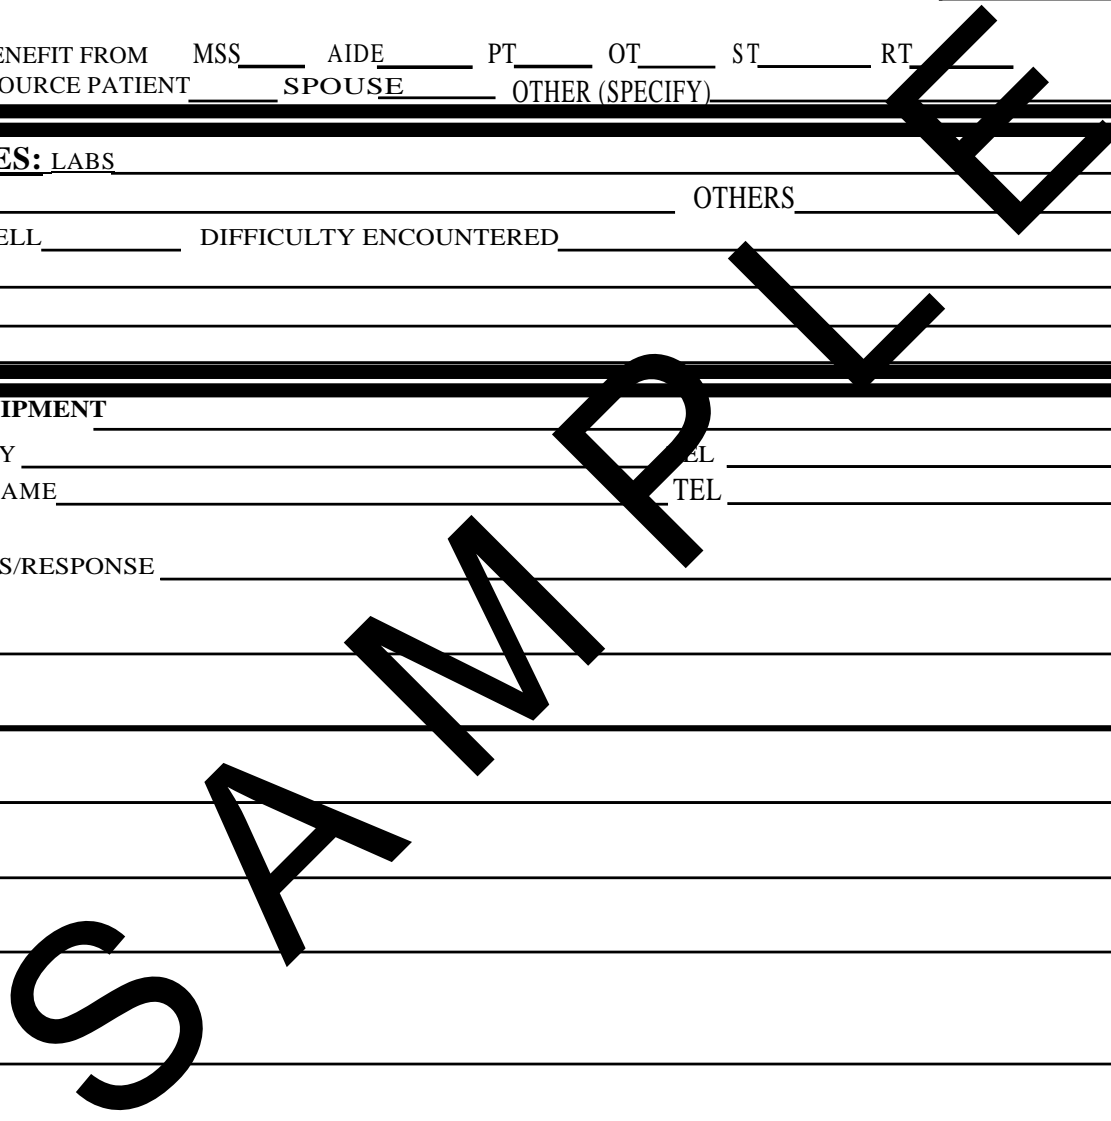 ENEFIT FROM MSS AIDE PT OT ST RT
OURCE PATIENT SPOUSE OTHER (SPECIFY)
ES: LABS
OTHERS
ELL DIFFICULTY ENCOUNTERED
IPMENT
Y EL
AME TEL
S/RESPONSE
SAMPLE